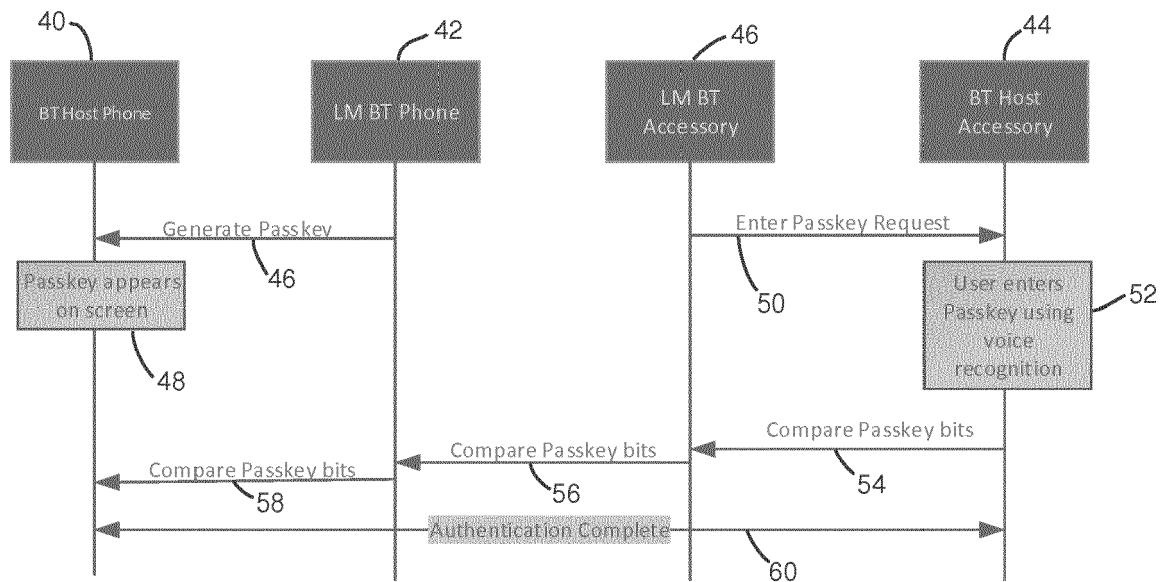 40
42
46
44
BT Host Phone
LM BT Phone
LM BT
Accessory
BT Host
Accessory
Generate Passkey
46
Enter Passkey Request
50
Passkey appears
on screen
48
User enters
Passkey using
voice
recognition
52
Compare Passkey bits
54
Compare Passkey bits
56
Compare Passkey bits
58
Authentication Complete
60